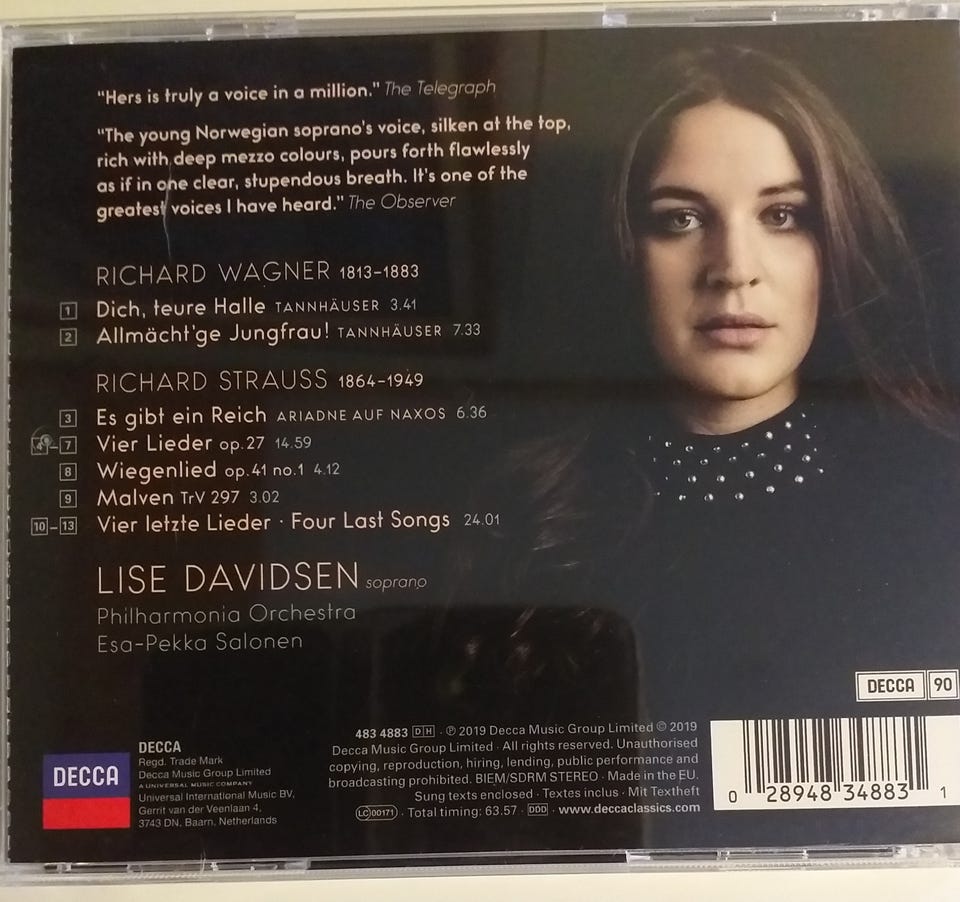 "Hers is truly a voice in a million." The Telegraph
"The young Norwegian soprano's voice, silken at the top,
rich with deep mezzo colours, pours forth flawlessly
as if in one clear, stupendous breath. It's one of the
greatest voices I have heard." The Observer
RICHARD WAGNER 1813–1883
1 Dich, teure Halle TANNHÄUSER 3.41
2 Allmächt'ge Jungfrau! TANNHÄUSER 7.33
RICHARD STRAUSS 1864–1949
3 Es gibt ein Reich ARIADNE AUF NAXOS 6.36
4–7 Vier Lieder op.27 14.59
8 Wiegenlied op.41 no.1 4.12
9 Malven TrV 297 3.02
10–13 Vier letzte Lieder · Four Last Songs 24.01
LISE DAVIDSEN soprano
Philharmonia Orchestra
Esa-Pekka Salonen
DECCA 90
DECCA
DECCA
Regd. Trade Mark
Decca Music Group Limited
A UNIVERSAL MUSIC COMPANY
Universal International Music BV,
Gerrit van der Veenlaan 4,
3743 DN, Baarn, Netherlands
483 4883 DH · ℗ 2019 Decca Music Group Limited © 2019
Decca Music Group Limited · All rights reserved. Unauthorised
copying, reproduction, hiring, lending, public performance and
broadcasting prohibited. BIEM/SDRM STEREO · Made in the EU.
Sung texts enclosed · Textes inclus · Mit Textheft
LC 00171 · Total timing: 63.57 · DDD · www.deccaclassics.com
0 28948 34883 1